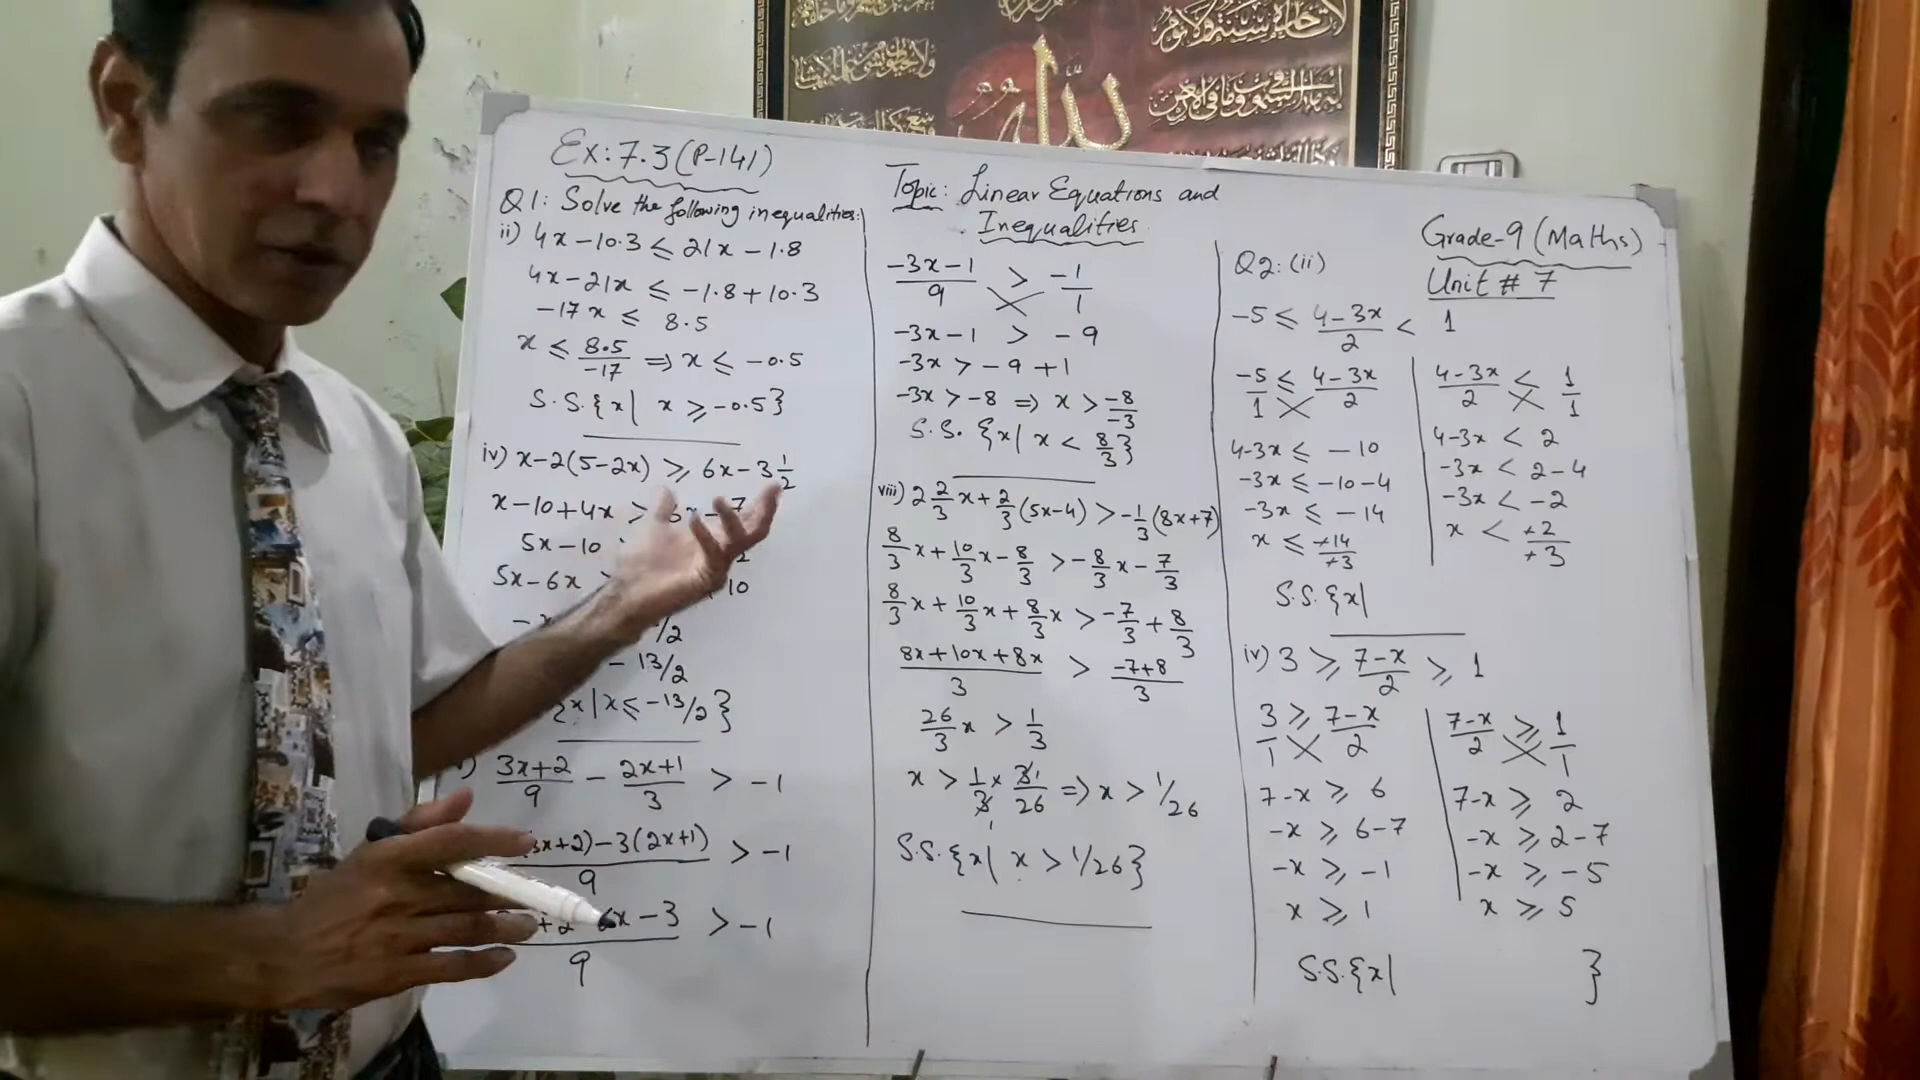 Ex: 7.3 (P-141)
Q1: Solve the following inequalities:
ii) 4x - 10.3 ⩽ 21x - 1.8
4x - 21x ⩽ -1.8 + 10.3
-17x ⩽ 8.5
x ⩽ 8.5/-17 ⇒ x ⩽ -0.5
S.S.{x| x ⩾ -0.5}
iv) x - 2(5 - 2x) ⩾ 6x - 3 1/2
x - 10 + 4x ⩾ 6x - 7
5x - 10
5x - 6x 10
/2
- 13/2
{x|x ⩽ -13/2}
3x+2/9 - 2x+1/3 > -1
(3x+2) - 3(2x+1)/9 > -1
+2 6x - 3/9 > -1
Topic: Linear Equations and
Inequalities
-3x-1/9 > -1/1
-3x - 1 > -9
-3x > -9 + 1
-3x > -8 ⇒ x > -8/-3
S.S. {x| x < 8/3}
viii) 2 2/3 x + 2/3 (5x-4) > -1/3 (8x+7)
8/3 x + 10/3 x - 8/3 > -8/3 x - 7/3
8/3 x + 10/3 x + 8/3 x > -7/3 + 8/3
8x+10x+8x/3 > -7+8/3
26/3 x > 1/3
x > 1/3 × 3/26 ⇒ x > 1/26
S.S.{x| x > 1/26}
Grade-9 (Maths)
Unit # 7
Q2: (ii)
-5 ⩽ 4-3x/2 < 1
-5/1 ⩽ 4-3x/2
4-3x ⩽ -10
-3x ⩽ -10-4
-3x ⩽ -14
x ⩽ +14/+3
4-3x/2 < 1/1
4-3x < 2
-3x < 2-4
-3x < -2
x < +2/+3
S.S.{x|
iv) 3 ⩾ 7-x/2 ⩾ 1
3/1 ⩾ 7-x/2
7-x ⩾ 6
-x ⩾ 6-7
-x ⩾ -1
x ⩾ 1
7-x/2 ⩾ 1/1
7-x ⩾ 2
-x ⩾ 2-7
-x ⩾ -5
x ⩾ 5
S.S.{x| }